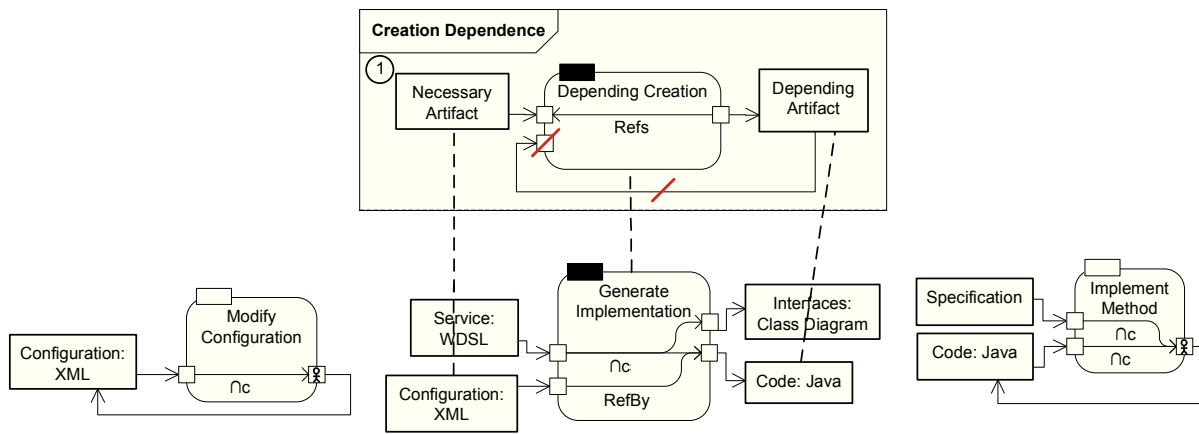 Creation Dependence
1
Necessary
Artifact
Depending Creation
Refs
Depending
Artifact
Modify
Configuration
Configuration:
XML
∩c
Generate
Implementation
Service:
WDSL
Configuration:
XML
∩c
RefBy
Interfaces:
Class Diagram
Code: Java
Implement
Method
Specification
Code: Java
∩c
∩c